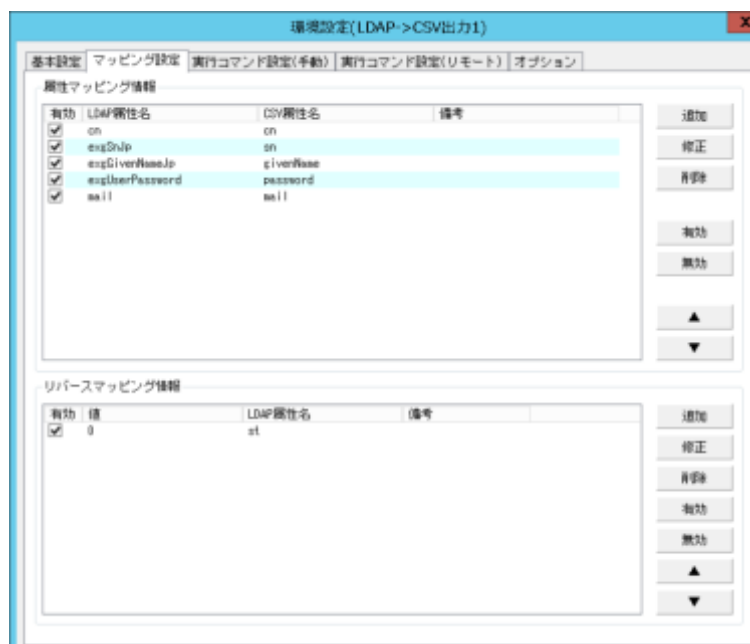 環境設定(LDAP->CSV出力1)
x
基本設定 マッピング設定 実行コマンド設定(手動) 実行コマンド設定(リモート) オプション
属性マッピング情報
有効 LDAP属性名 CSV属性名 備考
cn cn
exgSnJp sn
exgGivenNameJp givenName
exgUserPassword password
mail mail
追加
修正
削除
有効
無効
▲
▼
リバースマッピング情報
有効 値 LDAP属性名 備考
0 st
追加
修正
削除
有効
無効
▲
▼